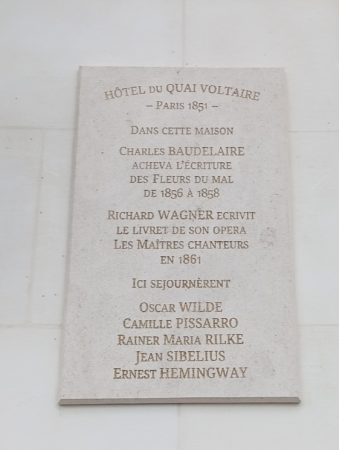 HÔTEL DU QUAI VOLTAIRE
– PARIS 1851 –
DANS CETTE MAISON
CHARLES BAUDELAIRE
ACHEVA L'ÉCRITURE
DES FLEURS DU MAL
DE 1856 À 1858
RICHARD WAGNER ECRIVIT
LE LIVRET DE SON OPERA
LES MAÎTRES CHANTEURS
EN 1861
ICI SEJOURNÈRENT
OSCAR WILDE
CAMILLE PISSARRO
RAINER MARIA RILKE
JEAN SIBELIUS
ERNEST HEMINGWAY